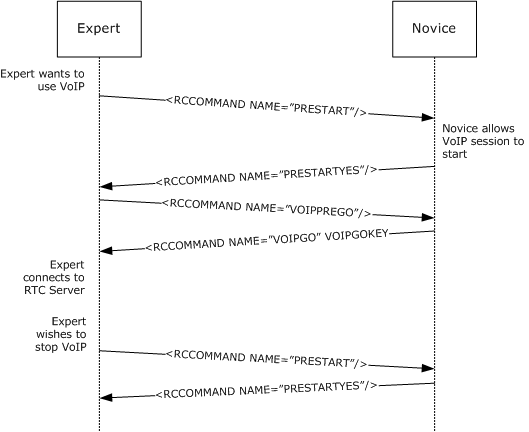 Expert
Novice
Expert wants to
use VoIP
<RCCOMMAND NAME="PRESTART"/>
Novice allows
VoIP session to
start
<RCCOMMAND NAME="PRESTARTYES"/>
<RCCOMMAND NAME="VOIPPREGO"/>
<RCCOMMAND NAME="VOIPGO" VOIPGOKEY
Expert
connects to
RTC Server
Expert
wishes to
stop VoIP
<RCCOMMAND NAME="PRESTART"/>
<RCCOMMAND NAME="PRESTARTYES"/>